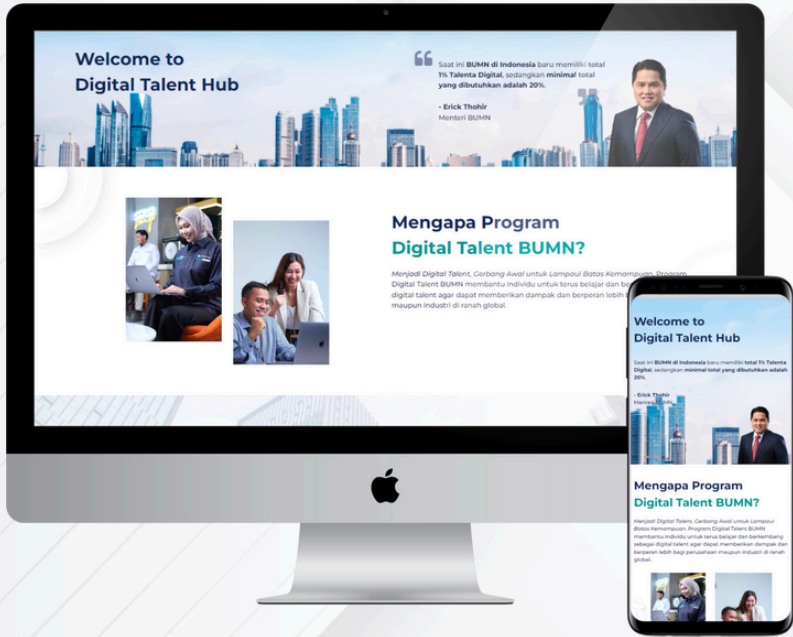 Welcome to
Digital Talent Hub
Saat ini BUMN di Indonesia baru memiliki total
1% Talenta Digital, sedangkan minimal total
yang dibutuhkan adalah 20%.
- Erick Thohir
Menteri BUMN
Mengapa Program
Digital Talent BUMN?
Menjadi Digital Talent, Gerbang Awal untuk Lampaui Batas Kemampuan. Program
Digital Talent BUMN membantu individu untuk terus belajar dan
digital talent agar dapat memberikan dampak dan berperan lebih
maupun industri di ranah global.
Welcome to
Digital Talent Hub
Saat ini BUMN di Indonesia baru memiliki total 1% Talenta
Digital, sedangkan minimal total yang dibutuhkan adalah
20%.
- Erick Thohir
Menteri BUMN
Mengapa Program
Digital Talent BUMN?
Menjadi Digital Talent, Gerbang Awal untuk Lampaui
Batas Kemampuan. Program Digital Talent BUMN
membantu individu untuk terus belajar dan berkembang
sebagai digital talent agar dapat memberikan dampak dan
berperan lebih bagi perusahaan maupun industri di ranah
global.